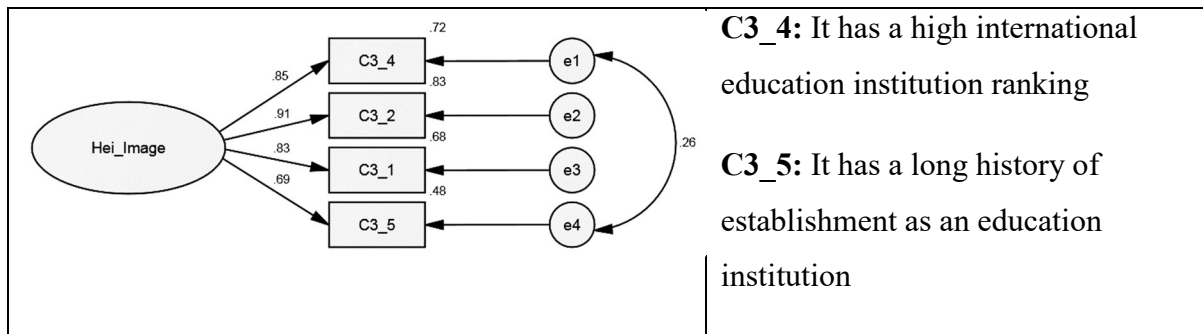 .72
C3_4
e1
.85
.83
.91
C3_2
e2
.68
Hei_Image
.83
C3_1
e3
.26
.69
.48
C3_5
e4
C3_4: It has a high international
education institution ranking
C3_5: It has a long history of
establishment as an education
institution